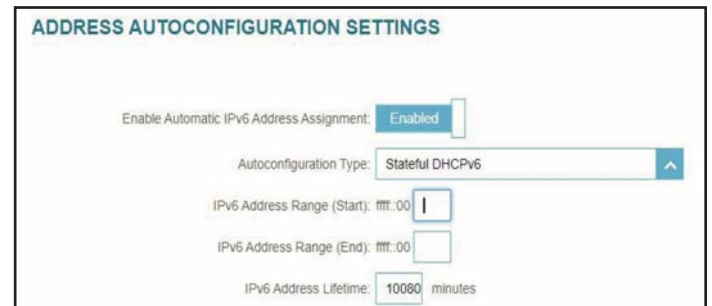 ADDRESS AUTOCONFIGURATION SETTINGS
Enable Automatic IPv6 Address Assignment: Enabled
Autoconfiguration Type: Stateful DHCPv6
IPv6 Address Range (Start): ffff::00
IPv6 Address Range (End): ffff::00
IPv6 Address Lifetime: 10080 minutes